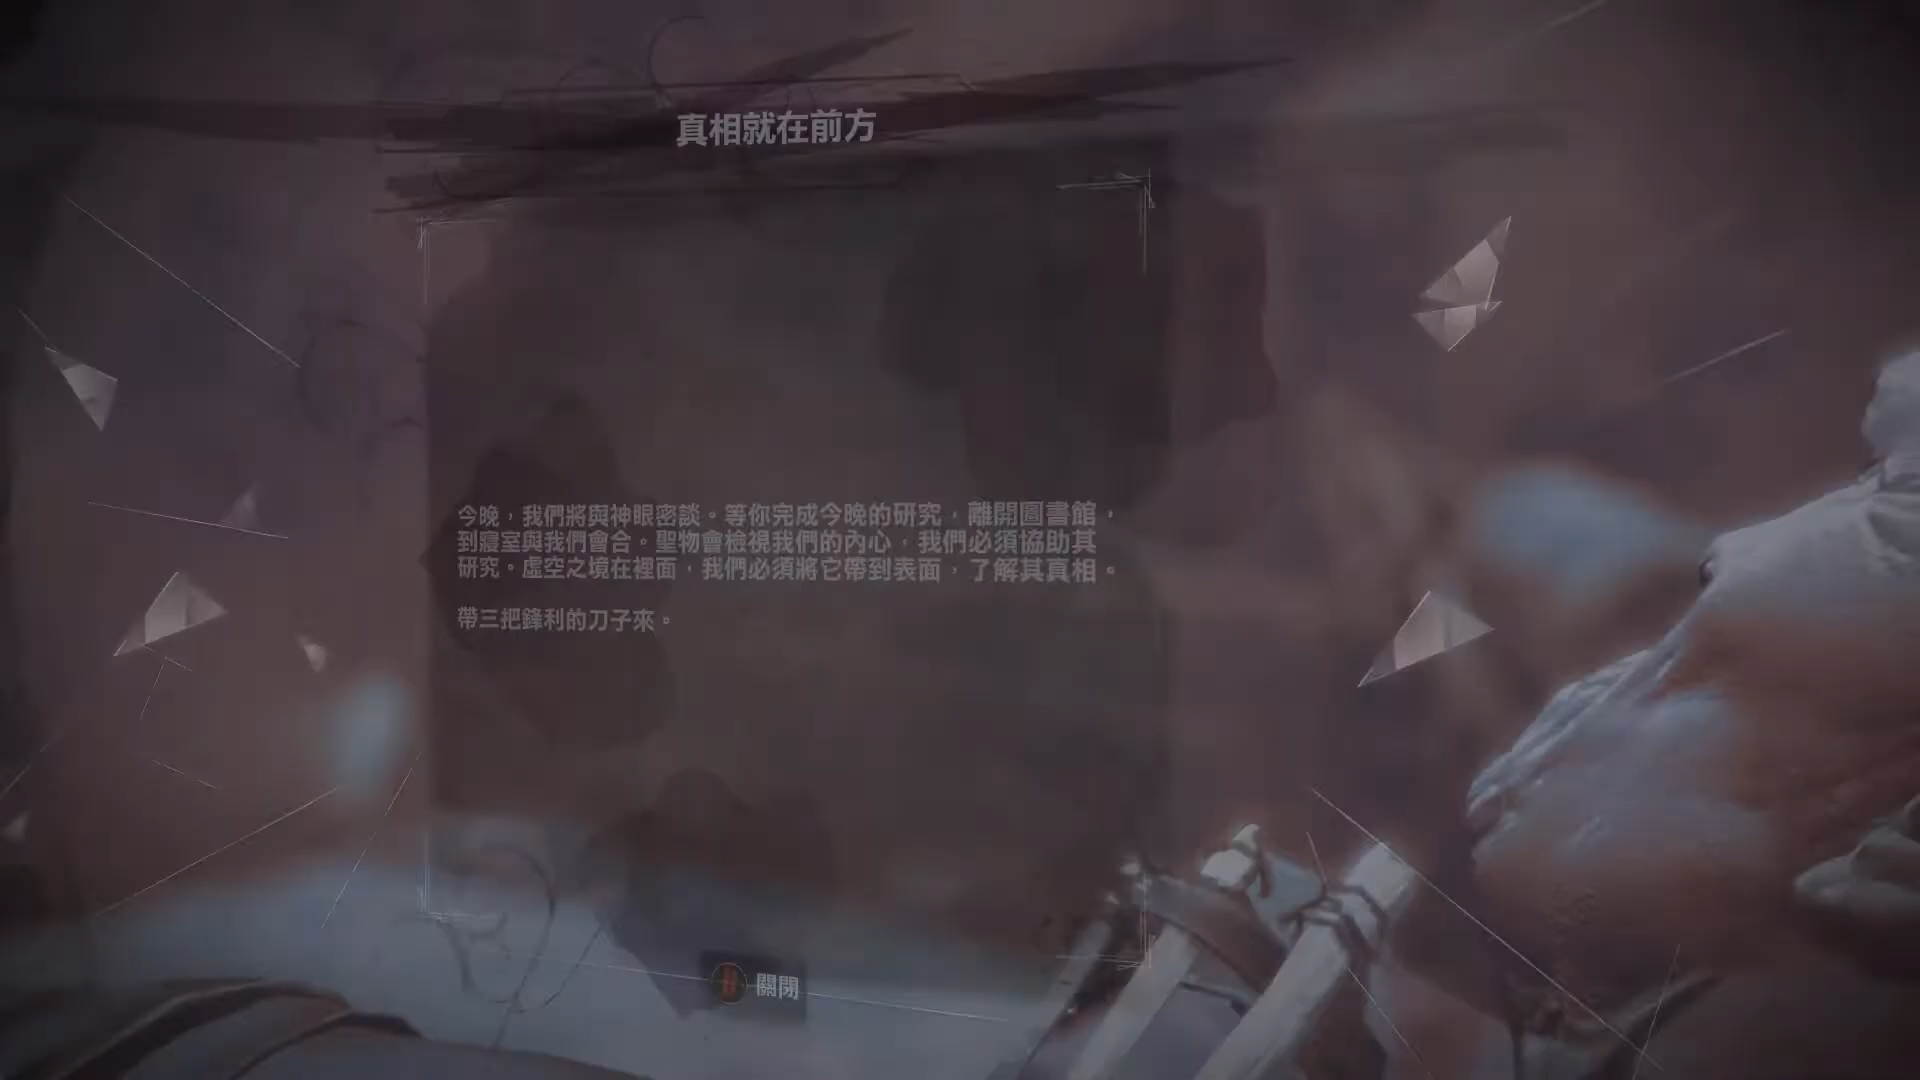 真相就在前方
今晚，我們將與神眼密談。等你完成今晚的研究，離開圖書館，
到寢室與我們會合。聖物會檢視我們的內心，我們必須協助其
研究。虛空之境在裡面，我們必須將它帶到表面，了解其真相。
帶三把鋒利的刀子來。
關閉